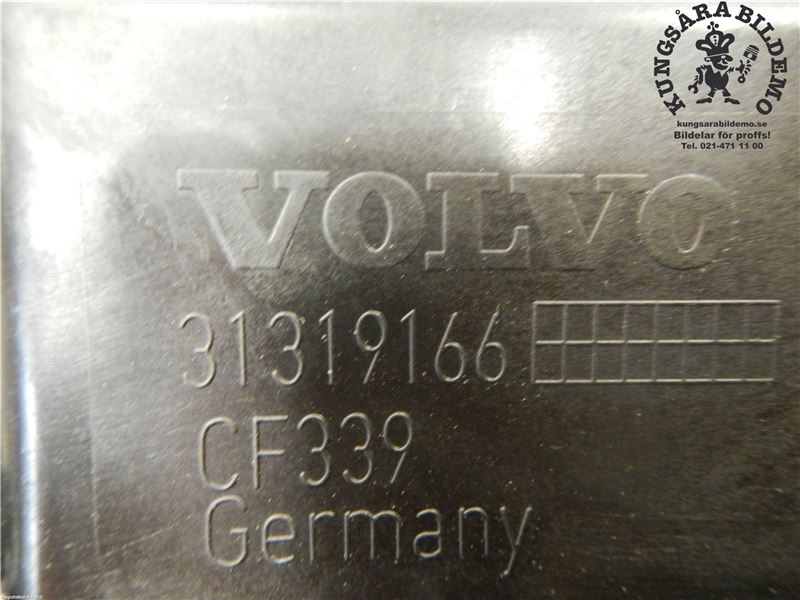 KUNGSÅRA BILDEMO
kungsarabildemo.se
Bildelar för proffs!
Tel. 021-471 11 00
VOLVO
31319166
CF339
Germany